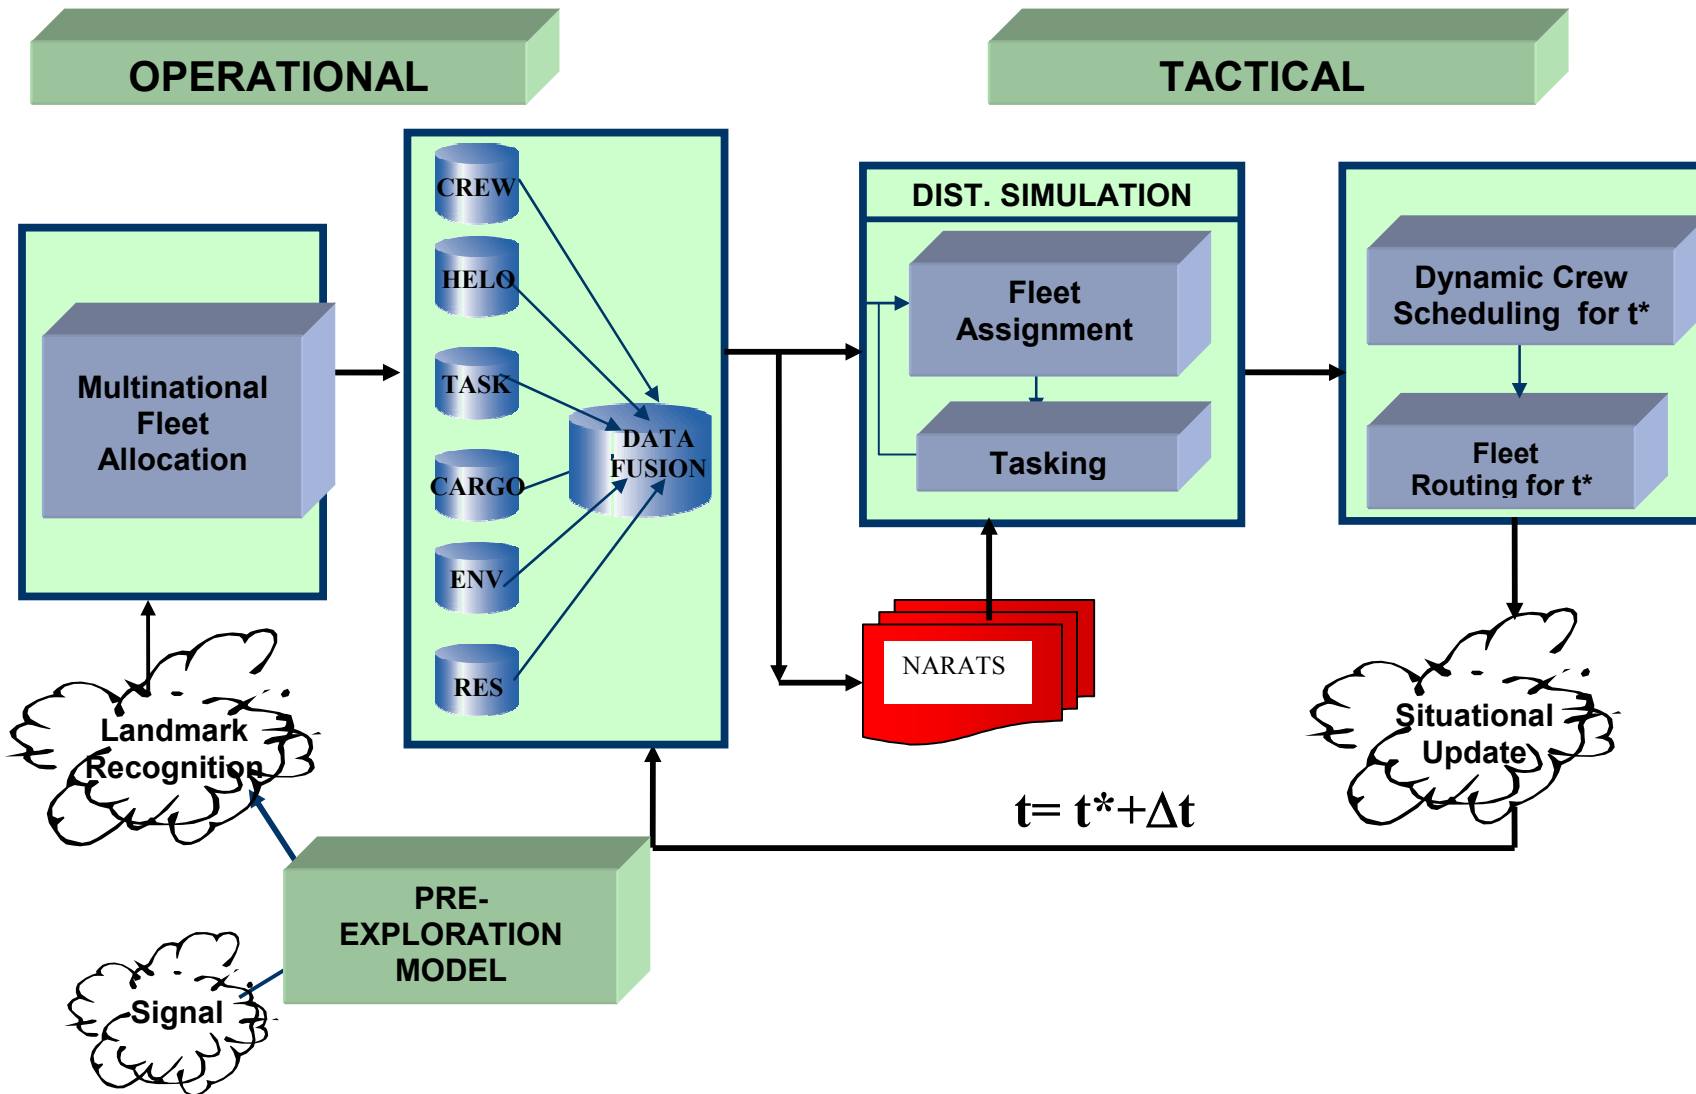 OPERATIONAL
TACTICAL
CREW
HELO
TASK
CARGO
ENV
RES
DATA
FUSION
Multinational
Fleet
Allocation
DIST. SIMULATION
Fleet
Assignment
Tasking
Dynamic Crew
Scheduling for t*
Fleet
Routing for t*
NARATS
Landmark
Recognition
Situational
Update
t= t*+Δt
PRE-
EXPLORATION
MODEL
Signal